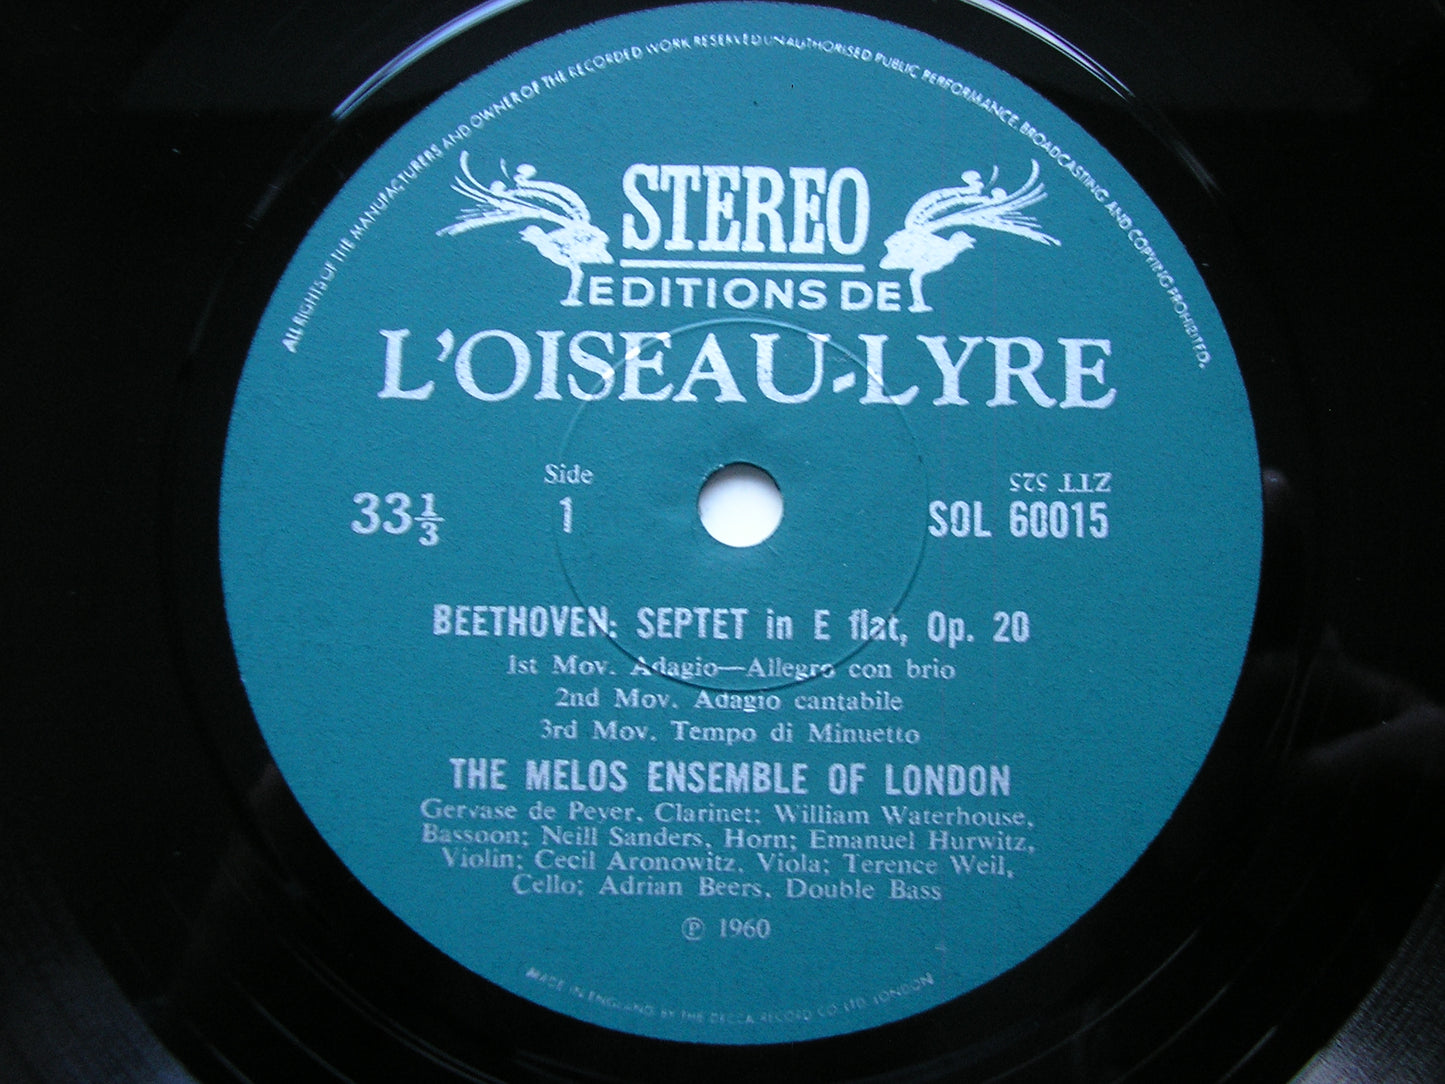 ALL RIGHTS OF THE MANUFACTURERS AND OWNER OF THE RECORDED WORK RESERVED UNAUTHORISED PUBLIC PERFORMANCE, BROADCASTING AND COPYING PROHIBITED.
STEREO
EDITIONS DE
L'OISEAU-LYRE
Side
1
33⅓
ZTT 525
SOL 60015
BEETHOVEN: SEPTET in E flat, Op. 20
1st Mov. Adagio—Allegro con brio
2nd Mov. Adagio cantabile
3rd Mov. Tempo di Minuetto
THE MELOS ENSEMBLE OF LONDON
Gervase de Peyer, Clarinet; William Waterhouse,
Bassoon; Neill Sanders, Horn; Emanuel Hurwitz,
Violin; Cecil Aronowitz, Viola; Terence Weil,
Cello; Adrian Beers, Double Bass
Ⓟ 1960
MADE IN ENGLAND BY THE DECCA RECORD CO. LTD. LONDON